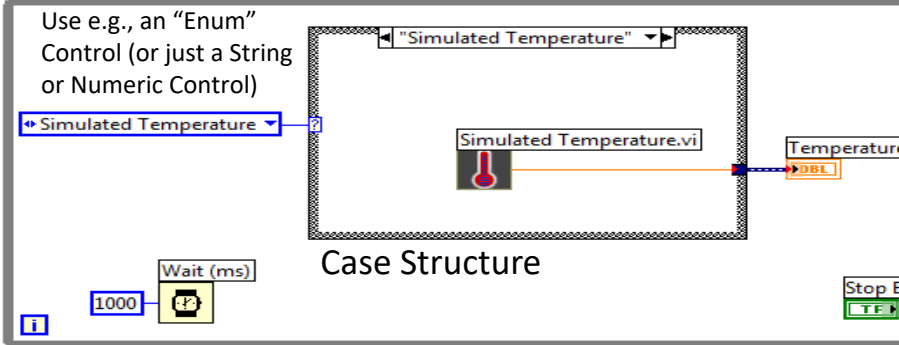 Use e.g., an “Enum”
Control (or just a String
or Numeric Control)
"Simulated Temperature"
Simulated Temperature
?
Simulated Temperature.vi
Temperature
DBL
Case Structure
Wait (ms)
1000
i
Stop
TF